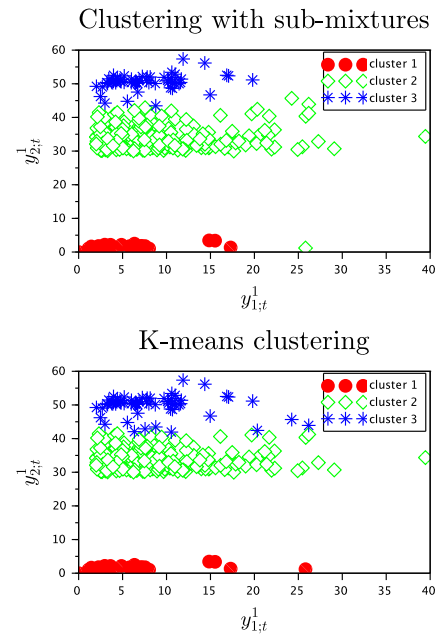 Clustering with sub-mixtures
60
50
40
30
20
10
0
cluster 1
cluster 2
cluster 3
y^1_{2;t}
0 5 10 15 20 25 30 35 40
y^1_{1;t}
K-means clustering
60
50
40
30
20
10
0
cluster 1
cluster 2
cluster 3
y^1_{2;t}
0 5 10 15 20 25 30 35 40
y^1_{1;t}